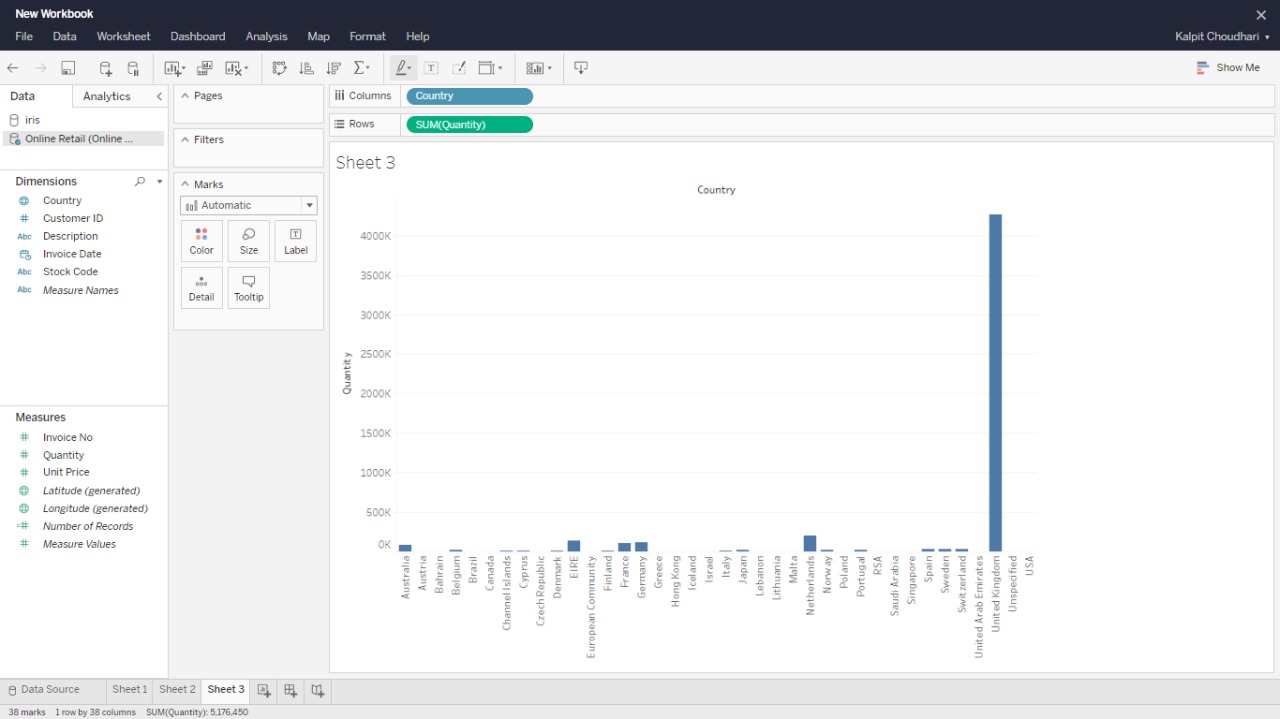 New Workbook
File Data Worksheet Dashboard Analysis Map Format Help
Kalpit Choudhari
Show Me
Data Analytics
iris
Online Retail (Online ...
Dimensions
Country
Customer ID
Abc Description
Invoice Date
Abc Stock Code
Abc Measure Names
Measures
Invoice No
Quantity
Unit Price
Latitude (generated)
Longitude (generated)
Number of Records
Measure Values
Pages
Filters
Marks
Automatic
Color Size Label
Detail Tooltip
Columns Country
Rows SUM(Quantity)
Sheet 3
Country
Quantity
4000K
3500K
3000K
2500K
2000K
1500K
1000K
500K
0K
Australia
Austria
Bahrain
Belgium
Brazil
Canada
Channel Islands
Cyprus
Czech Republic
Denmark
EIRE
European Community
Finland
France
Germany
Greece
Hong Kong
Iceland
Israel
Italy
Japan
Lebanon
Lithuania
Malta
Netherlands
Norway
Poland
Portugal
RSA
Saudi Arabia
Singapore
Spain
Sweden
Switzerland
United Arab Emirates
United Kingdom
Unspecified
USA
Data Source Sheet 1 Sheet 2 Sheet 3
38 marks 1 row by 38 columns SUM(Quantity): 5,176,450